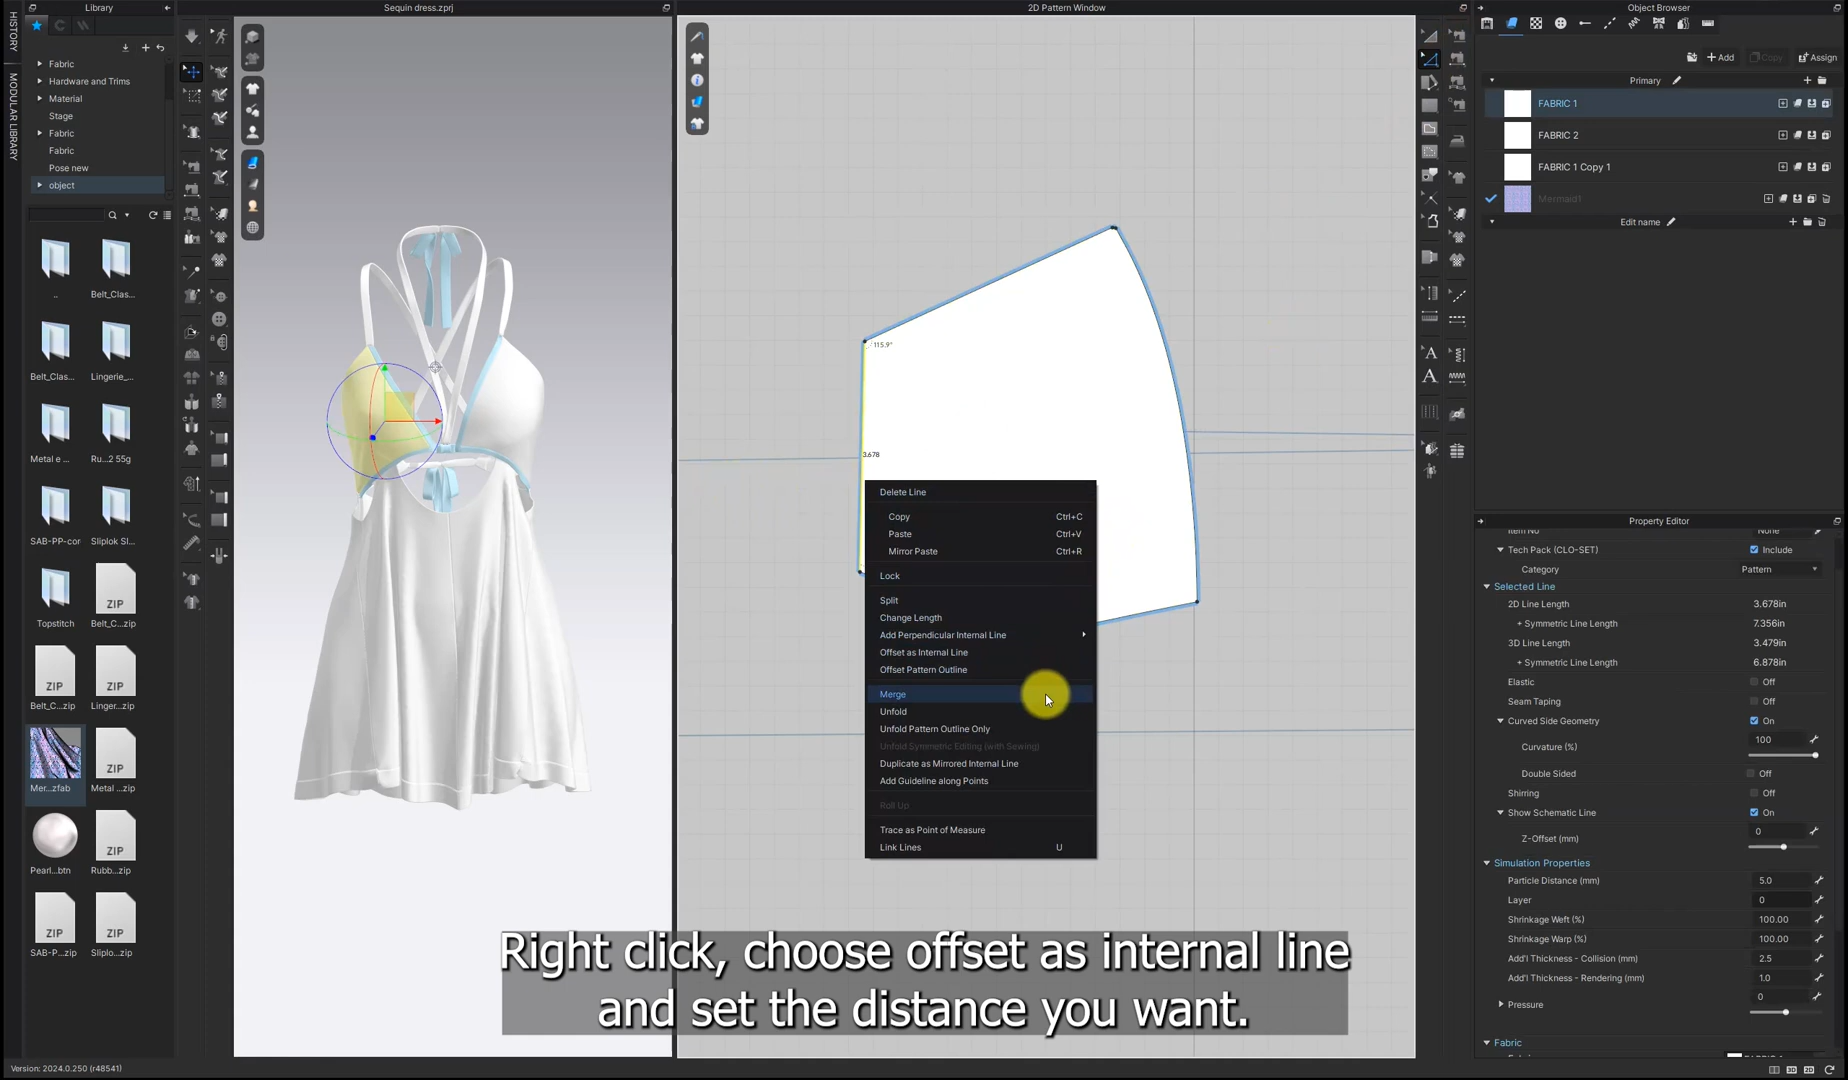 Library
Sequin dress.zprj
2D Pattern Window
Object Browser
HISTORY
MODULAR LIBRARY
Fabric
Hardware and Trims
Material
Stage
Fabric
Fabric
Pose new
object
..
Belt_Clas...
Belt_Clas...
Lingerie_...
Metal e ...
Ru...2 55g
SAB-PP-cor
Sliplok Sl...
Topstitch
ZIP
Belt_C...zip
ZIP
Belt_C...zip
ZIP
Linger...zip
Mer...zfab
ZIP
Metal ...zip
Pearl...btn
ZIP
Rubb...zip
ZIP
SAB-P...zip
ZIP
Sliplo...zip
Version: 2024.0.250 (r48541)
115.9°
3.678
Delete Line
Copy Ctrl+C
Paste Ctrl+V
Mirror Paste Ctrl+R
Lock
Split
Change Length
Add Perpendicular Internal Line
Offset as Internal Line
Offset Pattern Outline
Merge
Unfold
Unfold Pattern Outline Only
Unfold Symmetric Editing (with Sewing)
Duplicate as Mirrored Internal Line
Add Guideline along Points
Roll Up
Trace as Point of Measure
Link Lines U
Right click, choose offset as internal line
and set the distance you want.
+ Add Copy Assign
Primary
FABRIC 1
FABRIC 2
FABRIC 1 Copy 1
Mermaid1
Edit name
Property Editor
Item No None
Tech Pack (CLO-SET) Include
Category Pattern
Selected Line
2D Line Length 3.678in
+ Symmetric Line Length 7.356in
3D Line Length 3.479in
+ Symmetric Line Length 6.878in
Elastic Off
Seam Taping Off
Curved Side Geometry On
Curvature (%) 100
Double Sided Off
Shirring Off
Show Schematic Line On
Z-Offset (mm) 0
Simulation Properties
Particle Distance (mm) 5.0
Layer 0
Shrinkage Weft (%) 100.00
Shrinkage Warp (%) 100.00
Add'l Thickness - Collision (mm) 2.5
Add'l Thickness - Rendering (mm) 1.0
Pressure 0
Fabric
3D 2D